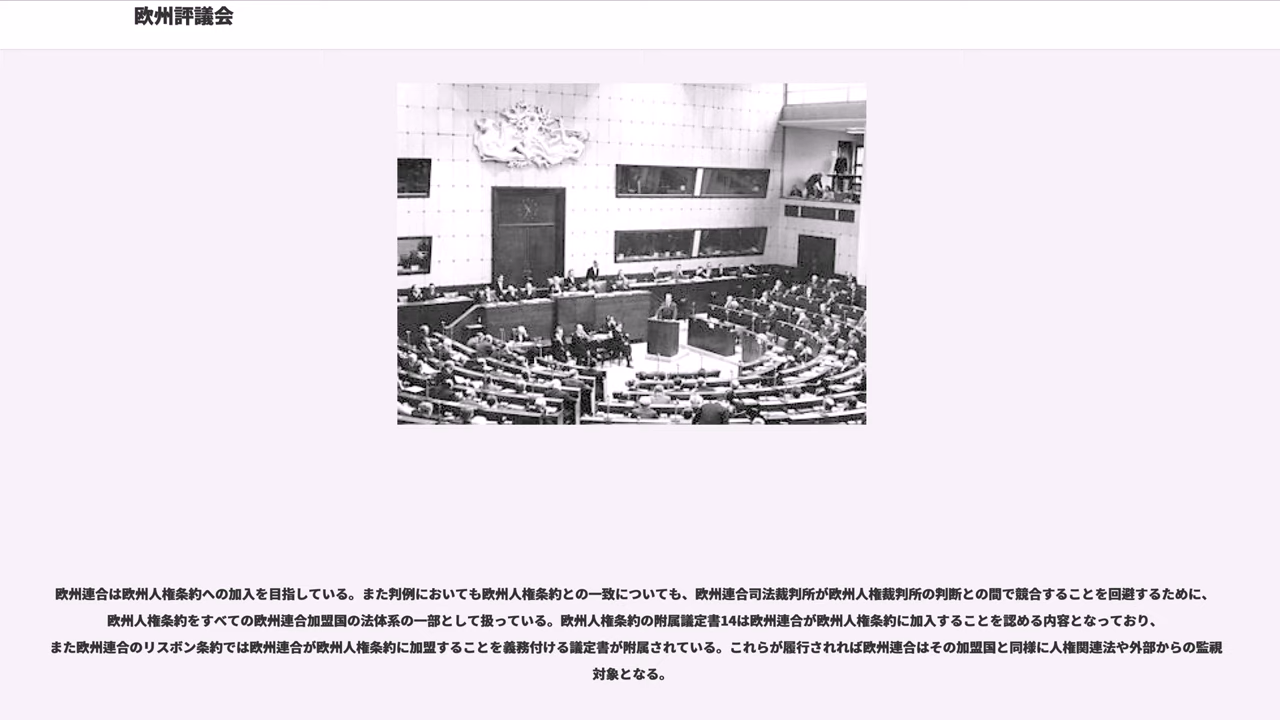 欧州評議会
欧州連合は欧州人権条約への加入を目指している。また判例においても欧州人権条約との一致についても、欧州連合司法裁判所が欧州人権裁判所の判断との間で競合することを回避するために、
欧州人権条約をすべての欧州連合加盟国の法体系の一部として扱っている。欧州人権条約の附属議定書14は欧州連合が欧州人権条約に加入することを認める内容となっており、
また欧州連合のリスボン条約では欧州連合が欧州人権条約に加盟することを義務付ける議定書が附属されている。これらが履行されれば欧州連合はその加盟国と同様に人権関連法や外部からの監視
対象となる。